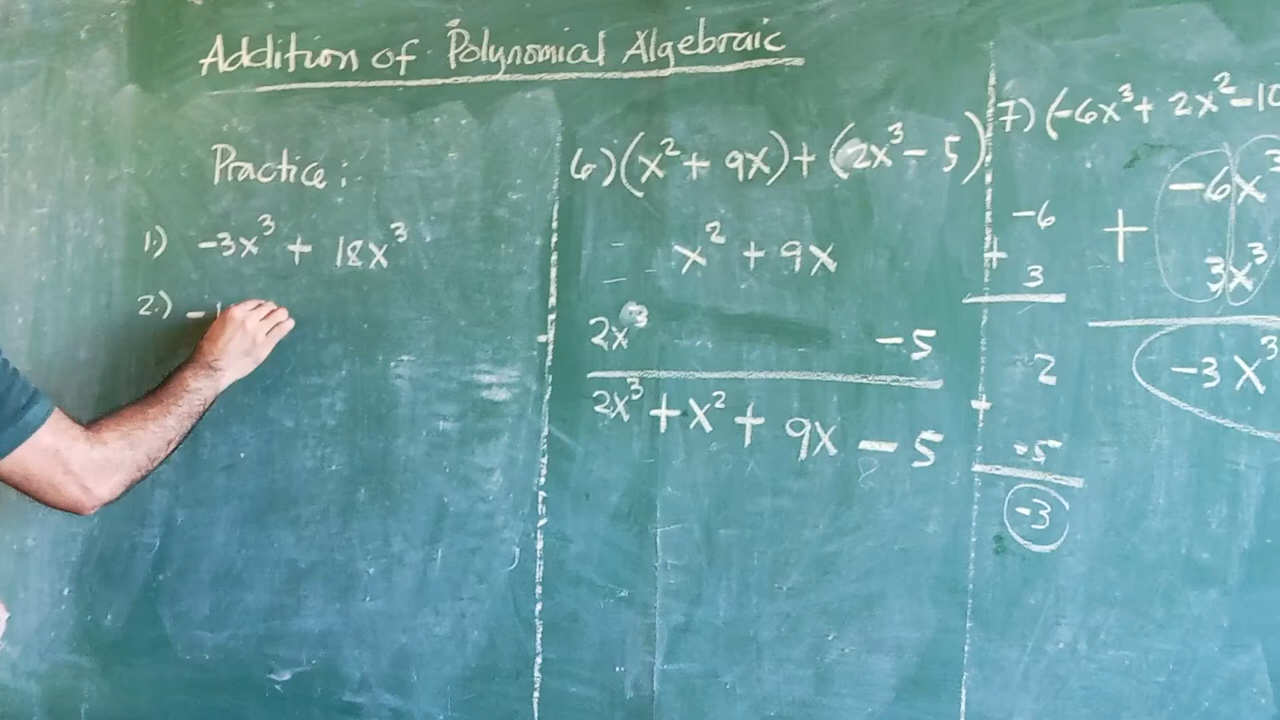 Addition of Polynomial Algebraic
Practice:
1.) -3x³ + 18x³
2.) -1
6) (x² + 9x) + (2x³ - 5)
x² + 9x
2x³ -5
2x³ + x² + 9x - 5
7) (-6x³ + 2x² - 10
-6
+ 3
2
+ -5
-3
-6x³
+ 3x³
-3x³